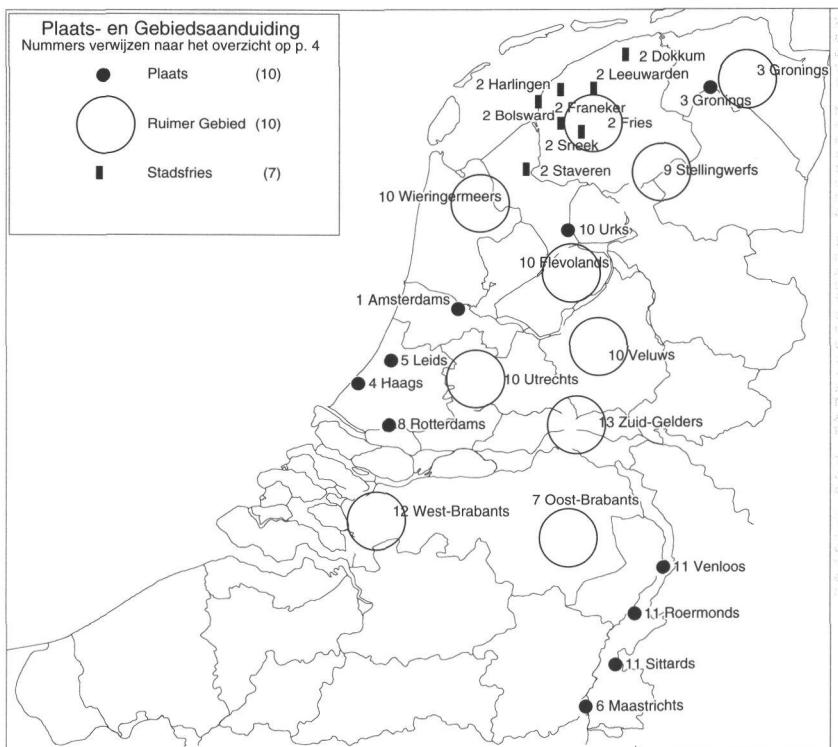 Plaats- en Gebiedsaanduiding
Nummers verwijzen naar het overzicht op p. 4
Plaats (10)
Ruimer Gebied (10)
Stadsfries (7)
2 Dokkum
2 Leeuwarden
3 Gronings
2 Harlingen
3 Gronings
2 Franeker
2 Bolsward
2 Fries
2 Sneek
2 Staveren
9 Stellingwerfs
10 Wieringermeers
10 Urks
10 Flevolands
1 Amsterdams
10 Veluws
5 Leids
10 Utrechts
4 Haags
13 Zuid-Gelders
8 Rotterdams
7 Oost-Brabants
12 West-Brabants
11 Venloos
11 Roermonds
11 Sittards
6 Maastrichts